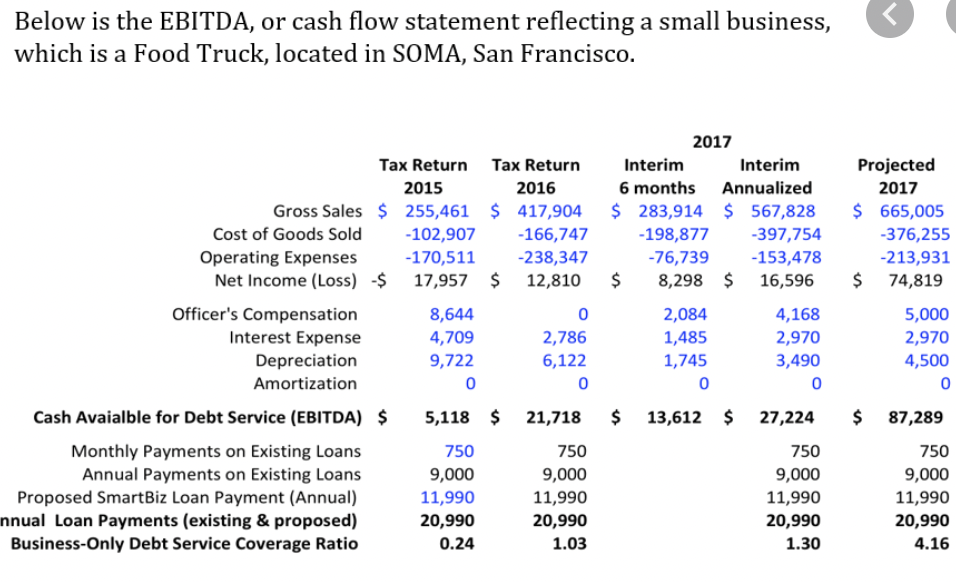 Below is the EBITDA, or cash flow statement reflecting a small business,
which is a Food Truck, located in SOMA, San Francisco.
2017
Tax Return Tax Return Interim Interim Projected
2015 2016 6 months Annualized 2017
Gross Sales $ 255,461 $ 417,904 $ 283,914 $ 567,828 $ 665,005
Cost of Goods Sold -102,907 -166,747 -198,877 -397,754 -376,255
Operating Expenses -170,511 -238,347 -76,739 -153,478 -213,931
Net Income (Loss) -$ 17,957 $ 12,810 $ 8,298 $ 16,596 $ 74,819
Officer's Compensation 8,644 0 2,084 4,168 5,000
Interest Expense 4,709 2,786 1,485 2,970 2,970
Depreciation 9,722 6,122 1,745 3,490 4,500
Amortization 0 0 0 0 0
Cash Avaialble for Debt Service (EBITDA) $ 5,118 $ 21,718 $ 13,612 $ 27,224 $ 87,289
Monthly Payments on Existing Loans 750 750 750 750
Annual Payments on Existing Loans 9,000 9,000 9,000 9,000
Proposed SmartBiz Loan Payment (Annual) 11,990 11,990 11,990 11,990
nnual Loan Payments (existing & proposed) 20,990 20,990 20,990 20,990
Business-Only Debt Service Coverage Ratio 0.24 1.03 1.30 4.16